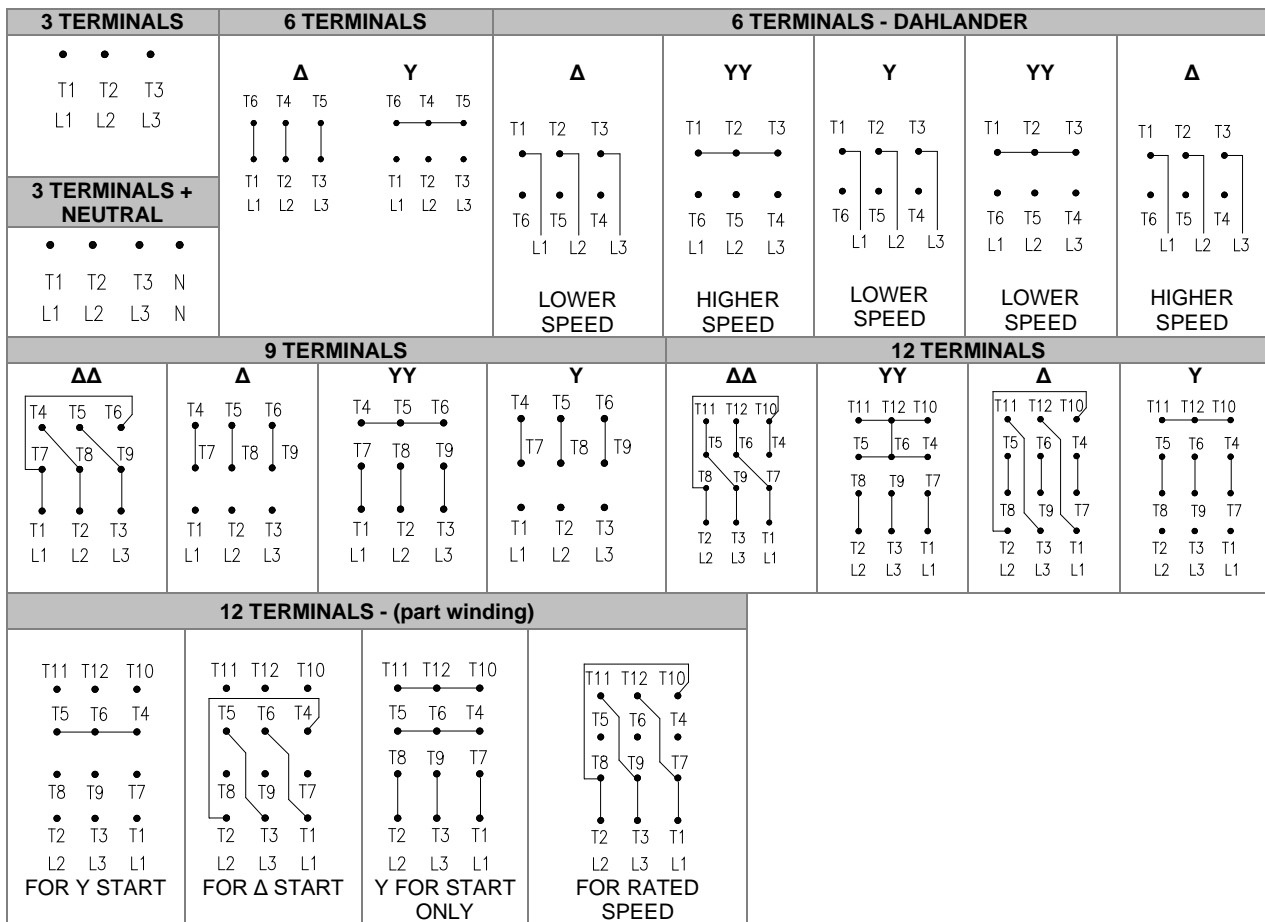 3 TERMINALS
6 TERMINALS
6 TERMINALS - DAHLANDER
T1 T2 T3
L1 L2 L3
3 TERMINALS +
NEUTRAL
T1 T2 T3 N
L1 L2 L3 N
Δ Y
T6 T4 T5 T6 T4 T5
T1 T2 T3 T1 T2 T3
L1 L2 L3 L1 L2 L3
Δ
T1 T2 T3
T6 T5 T4
L1 L2 L3
LOWER
SPEED
YY
T1 T2 T3
T6 T5 T4
L1 L2 L3
HIGHER
SPEED
Y
T1 T2 T3
T6 T5 T4
L1 L2 L3
LOWER
SPEED
YY
T1 T2 T3
T6 T5 T4
L1 L2 L3
LOWER
SPEED
Δ
T1 T2 T3
T6 T5 T4
L1 L2 L3
HIGHER
SPEED
9 TERMINALS
12 TERMINALS
ΔΔ
T4 T5 T6
T7 T8 T9
T1 T2 T3
L1 L2 L3
Δ
T4 T5 T6
T7 T8 T9
T1 T2 T3
L1 L2 L3
YY
T4 T5 T6
T7 T8 T9
T1 T2 T3
L1 L2 L3
Y
T4 T5 T6
T7 T8 T9
T1 T2 T3
L1 L2 L3
ΔΔ
T11 T12 T10
T5 T6 T4
T8 T9 T7
T2 T3 T1
L2 L3 L1
YY
T11 T12 T10
T5 T6 T4
T8 T9 T7
T2 T3 T1
L2 L3 L1
Δ
T11 T12 T10
T5 T6 T4
T8 T9 T7
T2 T3 T1
L2 L3 L1
Y
T11 T12 T10
T5 T6 T4
T8 T9 T7
T2 T3 T1
L2 L3 L1
12 TERMINALS - (part winding)
T11 T12 T10
T5 T6 T4
T8 T9 T7
T2 T3 T1
L2 L3 L1
FOR Y START
T11 T12 T10
T5 T6 T4
T8 T9 T7
T2 T3 T1
L2 L3 L1
FOR Δ START
T11 T12 T10
T5 T6 T4
T8 T9 T7
T2 T3 T1
L2 L3 L1
Y FOR START
ONLY
T11 T12 T10
T5 T6 T4
T8 T9 T7
T2 T3 T1
L2 L3 L1
FOR RATED
SPEED